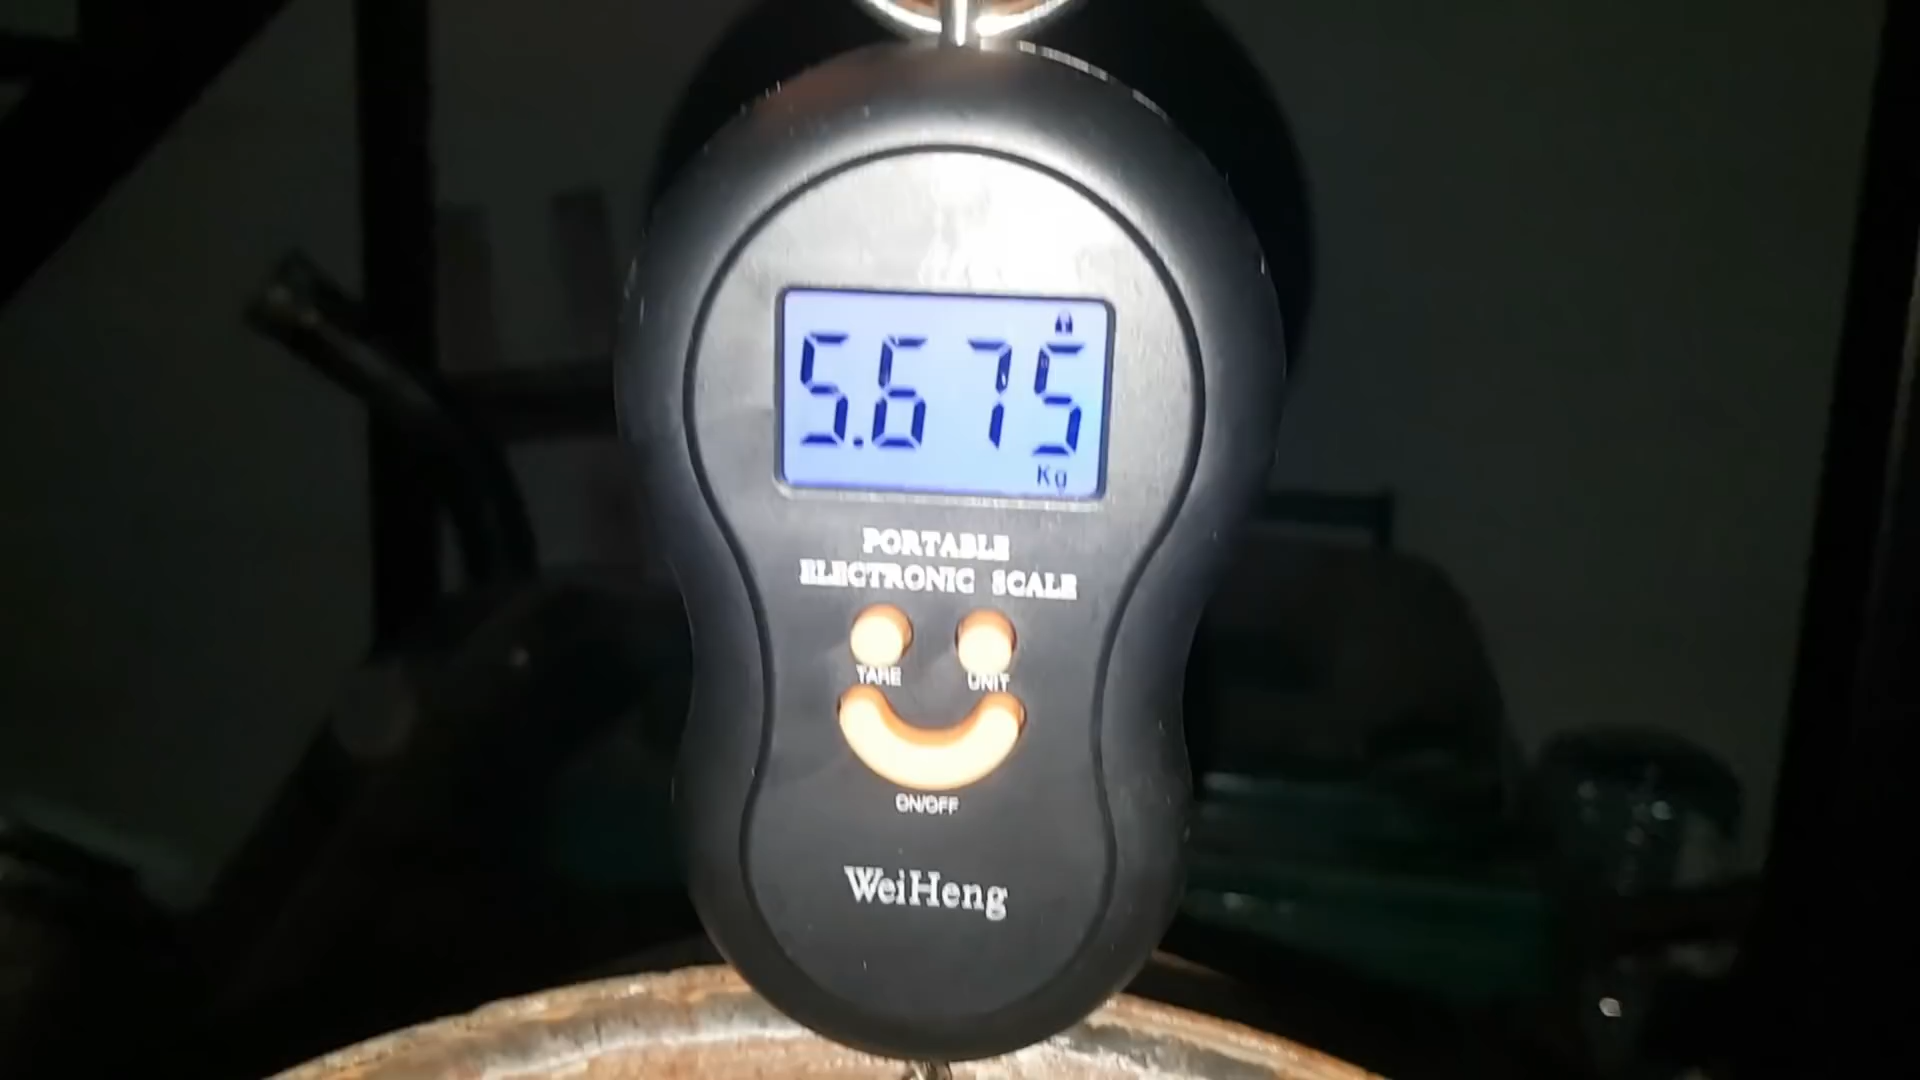 5.675
Kg
PORTABLE
ELECTRONIC SCALE
TARE UNIT
ON/OFF
WeiHeng